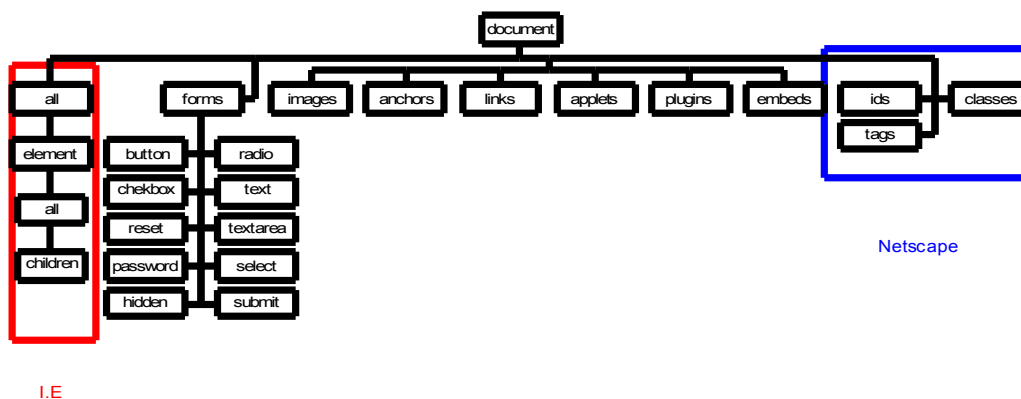 document
all
forms
images
anchors
links
applets
plugins
embeds
ids
classes
tags
element
all
children
button
radio
chekbox
text
reset
textarea
password
select
hidden
submit
Netscape
I.E